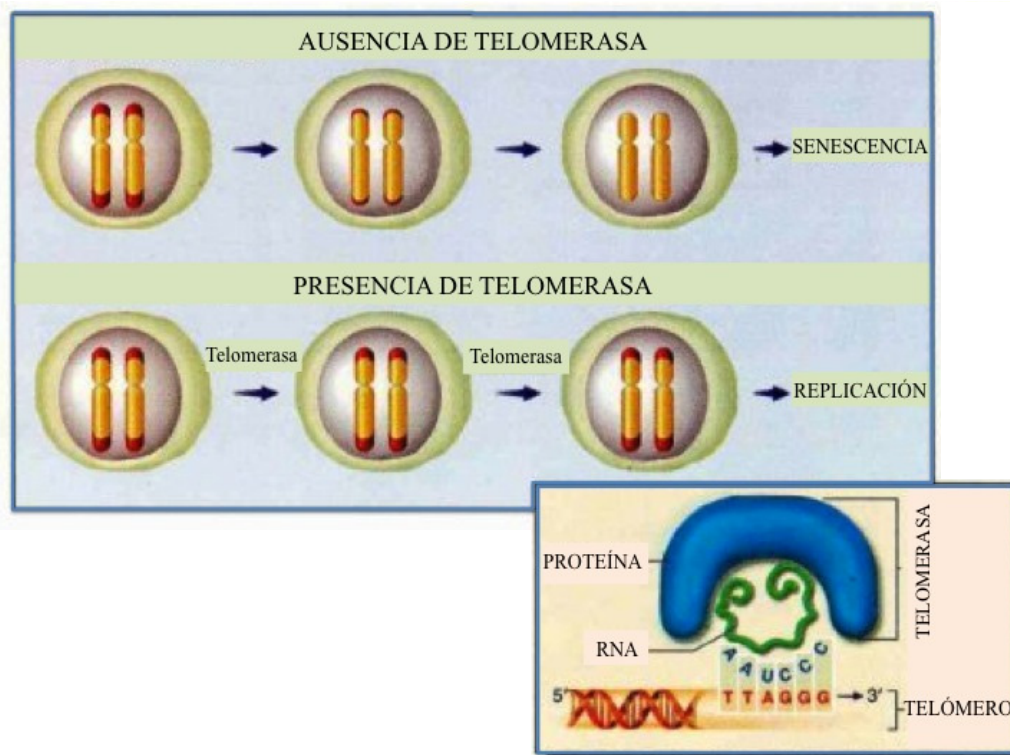 AUSENCIA DE TELOMERASA
SENESCENCIA
PRESENCIA DE TELOMERASA
Telomerasa
Telomerasa
REPLICACIÓN
PROTEÍNA
TELOMERASA
RNA
A A U C C C
5' T T A G G G 3'
TELÓMERO